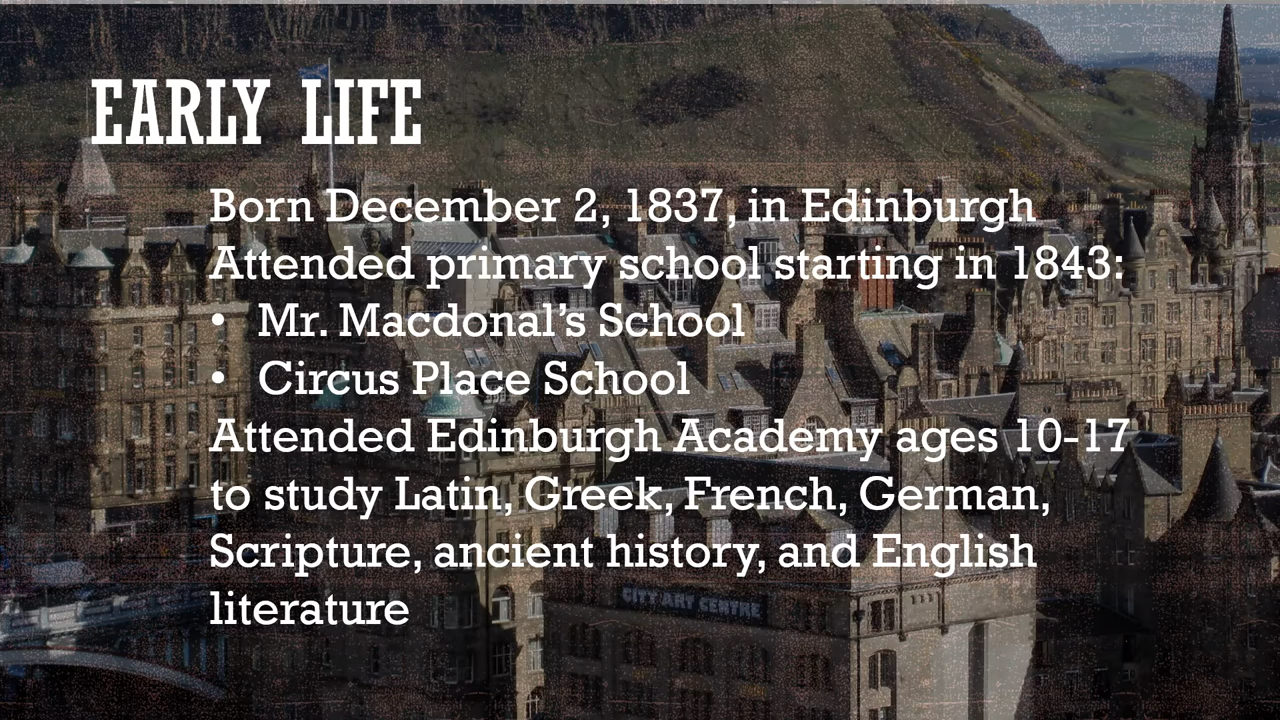 EARLY LIFE
Born December 2, 1837, in Edinburgh
Attended primary school starting in 1843:
• Mr. Macdonal’s School
• Circus Place School
Attended Edinburgh Academy ages 10-17
to study Latin, Greek, French, German,
Scripture, ancient history, and English
literature
CITY ART CENTRE